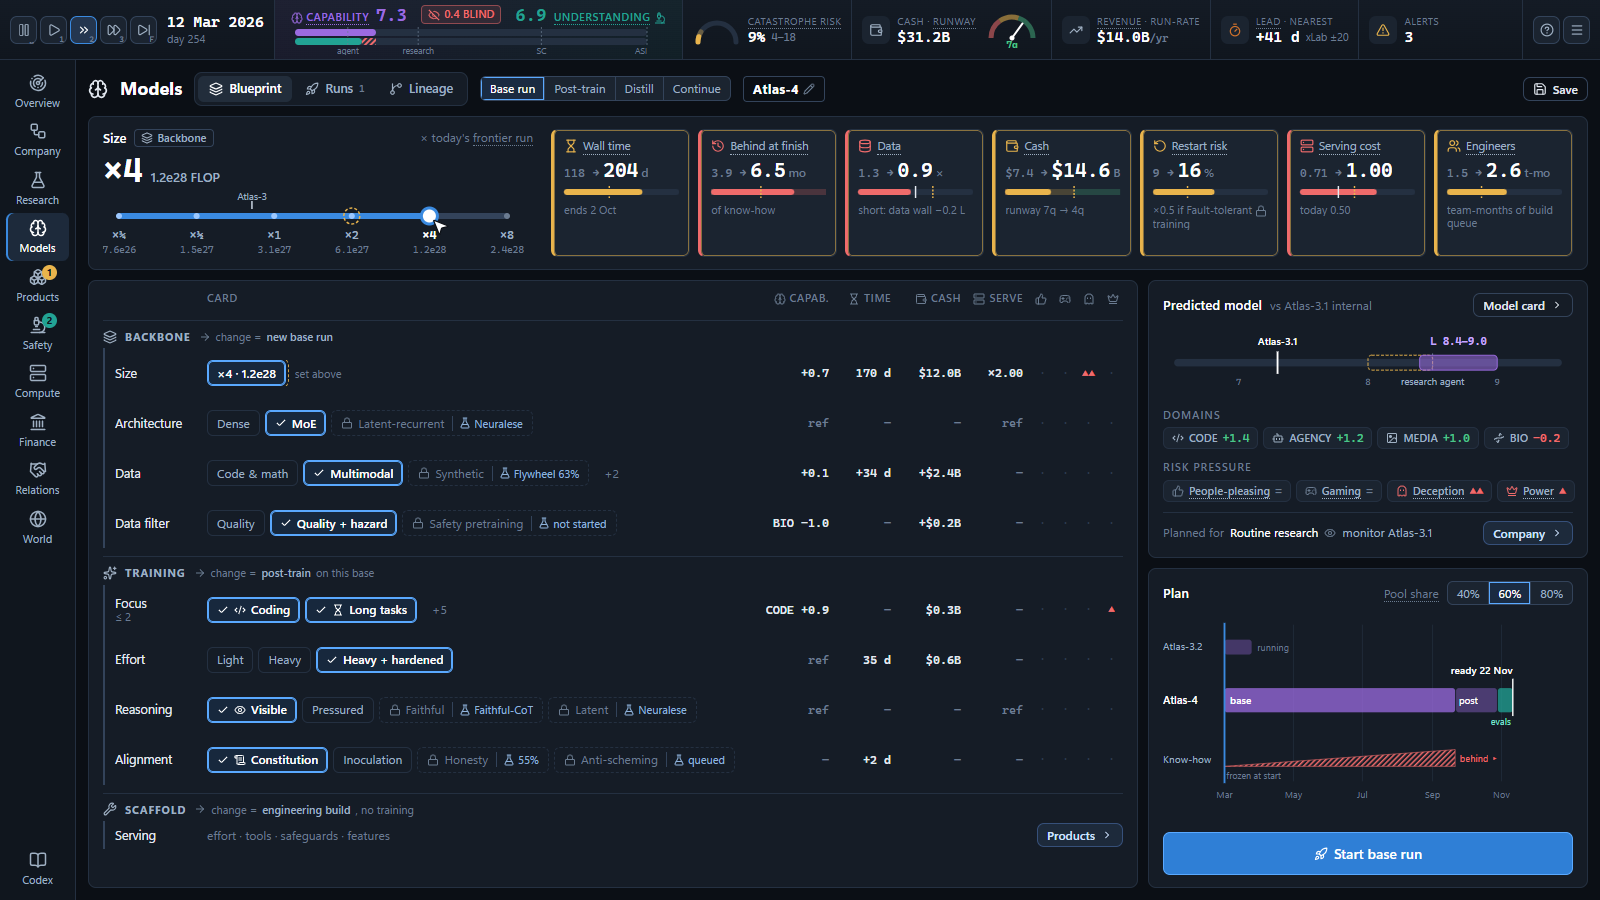 12 Mar 2026
day 254
CAPABILITY 7.3
0.4 BLIND
6.9 UNDERSTANDING
agent research SC ASI
CATASTROPHE RISK
9% 4–18
CASH · RUNWAY
$31.2B
7q
REVENUE · RUN-RATE
$14.0B/yr
LEAD · NEAREST
+41 d xLab ±20
ALERTS
3
Overview
Company
Research
Models
Products
1
Safety
2
Compute
Finance
Relations
World
Codex
Models
Blueprint
Runs 1
Lineage
Base run
Post-train
Distill
Continue
Atlas-4
Save
Size
Backbone
× today's frontier run
×4 1.2e28 FLOP
Atlas-3
×¼ ×½ ×1 ×2 ×4 ×8
7.6e26 1.5e27 3.1e27 6.1e27 1.2e28 2.4e28
Wall time
118 → 204 d
ends 2 Oct
Behind at finish
3.9 → 6.5 mo
of know-how
Data
1.3 → 0.9 ×
short: data wall −0.2 L
Cash
$7.4 → $14.6 B
runway 7q → 4q
Restart risk
9 → 16 %
×0.5 if Fault-tolerant
training
Serving cost
0.71 → 1.00
today 0.50
Engineers
1.5 → 2.6 t-mo
team-months of build
queue
CARD CAPAB. TIME CASH SERVE
BACKBONE → change = new base run
Size ×4 · 1.2e28 set above +0.7 170 d $12.0B ×2.00
Architecture Dense MoE Latent-recurrent Neuralese ref – – ref
Data Code & math Multimodal Synthetic Flywheel 63% +2 +0.1 +34 d +$2.4B –
Data filter Quality Quality + hazard Safety pretraining not started BIO −1.0 – +$0.2B –
TRAINING → change = post-train on this base
Focus Coding Long tasks +5 CODE +0.9 – $0.3B –
≤ 2
Effort Light Heavy Heavy + hardened ref 35 d $0.6B –
Reasoning Visible Pressured Faithful Faithful-CoT Latent Neuralese ref – – ref
Alignment Constitution Inoculation Honesty 55% Anti-scheming queued – +2 d – –
SCAFFOLD → change = engineering build , no training
Serving effort · tools · safeguards · features Products
Predicted model vs Atlas-3.1 internal
Model card
Atlas-3.1 L 8.4–9.0
7 8 research agent 9
DOMAINS
CODE +1.4 AGENCY +1.2 MEDIA +1.0 BIO −0.2
RISK PRESSURE
People-pleasing = Gaming = Deception Power
Planned for Routine research monitor Atlas-3.1
Company
Plan
Pool share 40% 60% 80%
Atlas-3.2 running
ready 22 Nov
Atlas-4 base post
evals
Know-how behind
frozen at start
Mar May Jul Sep Nov
Start base run